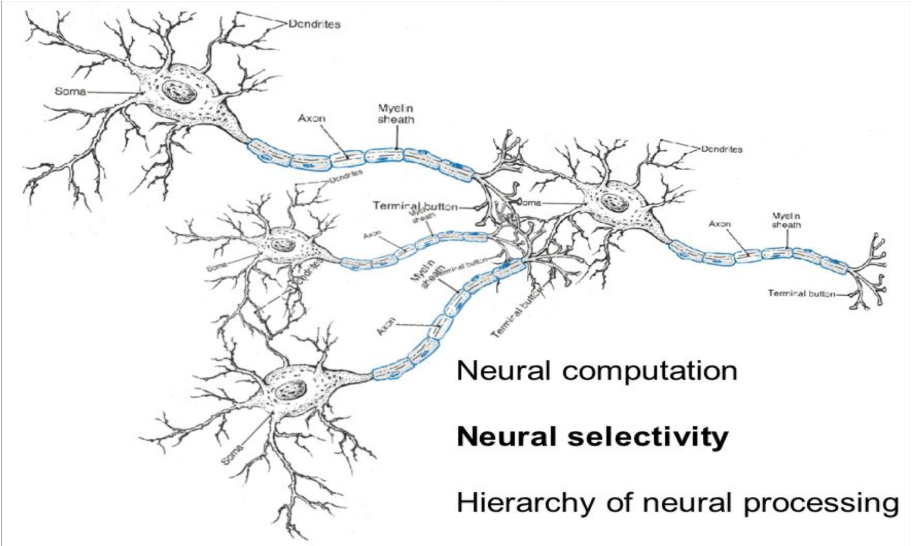 Dendrites
Soma
Axon
Myelin
sheath
Terminal button
Dendrites
Soma
Axon
Myelin
sheath
Terminal button
Dendrites
Soma
Axon
Myelin
sheath
Terminal button
Dendrites
Axon
Myelin
sheath
Terminal button
Soma
Neural computation
Neural selectivity
Hierarchy of neural processing